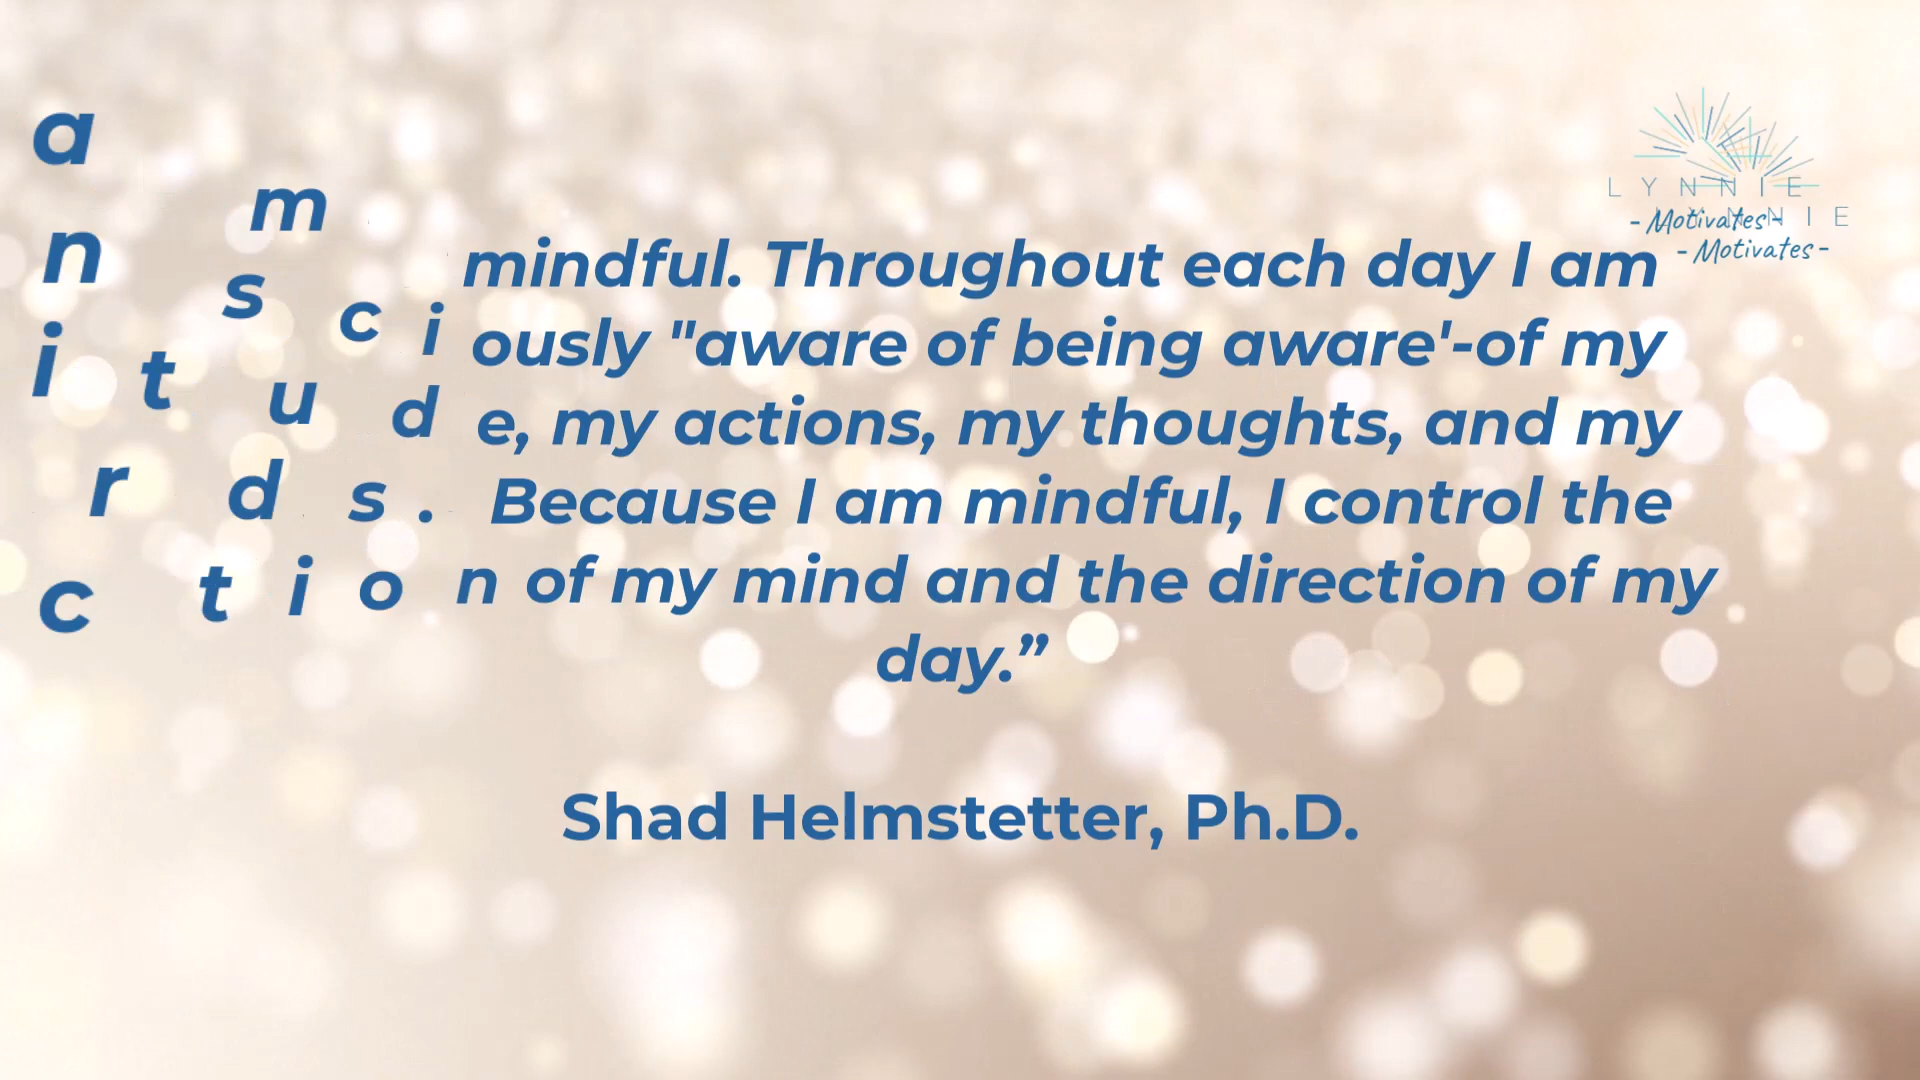 a m mindful. Throughout each day I am
n s c i ously "aware of being aware'-of my
i t u d e, my actions, my thoughts, and my
r d s . Because I am mindful, I control the
c t i o n of my mind and the direction of my
day.”
Shad Helmstetter, Ph.D.
LYNNIE
- Motivates -
NIE
- Motivates -